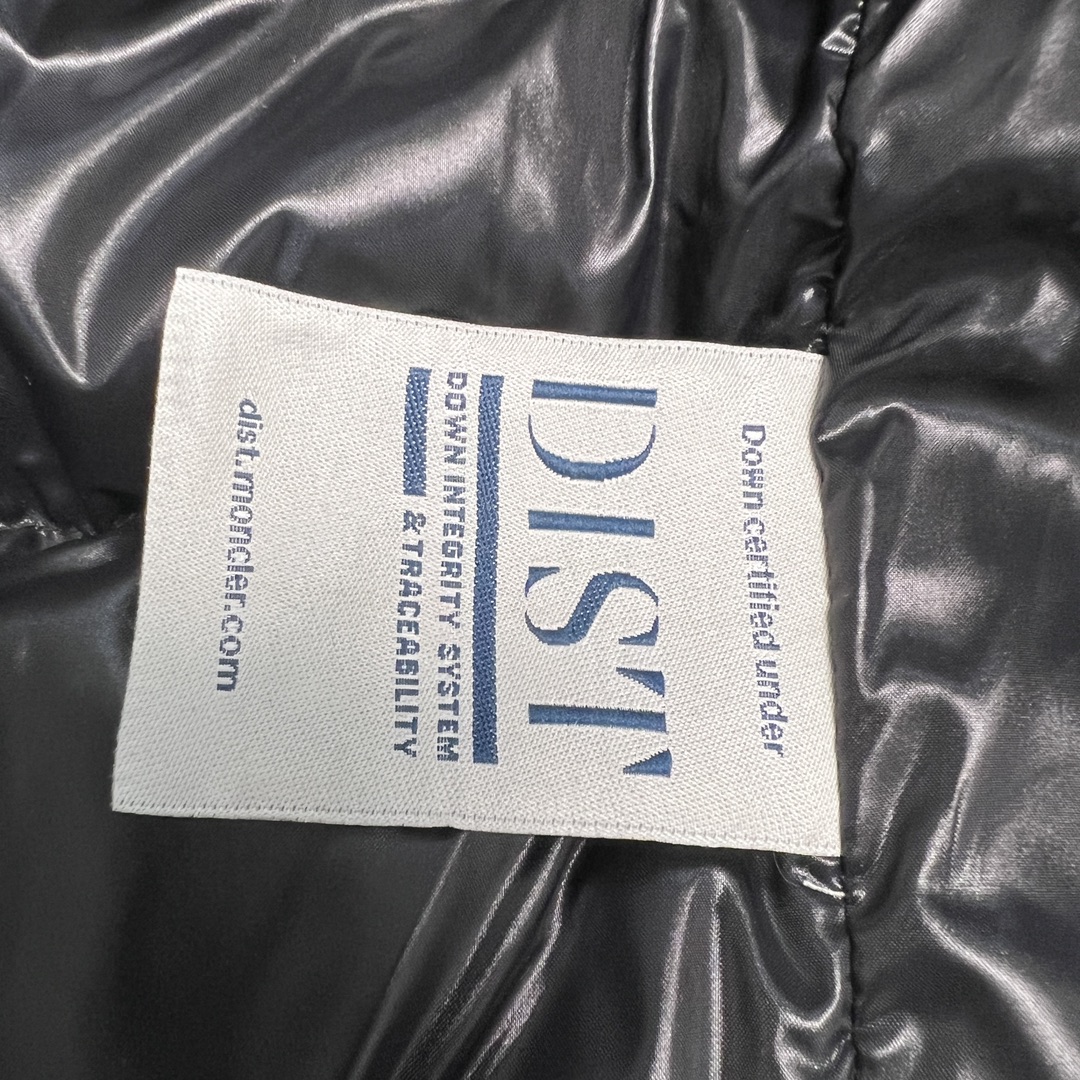 Down certified under
DIST
DOWN INTEGRITY SYSTEM
& TRACEABILITY
dist.moncler.com